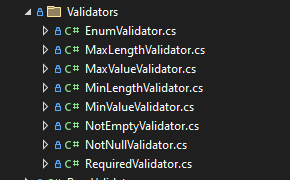 Validators
C# EnumValidator.cs
C# MaxLengthValidator.cs
C# MaxValueValidator.cs
C# MinLengthValidator.cs
C# MinValueValidator.cs
C# NotEmptyValidator.cs
C# NotNullValidator.cs
C# RequiredValidator.cs